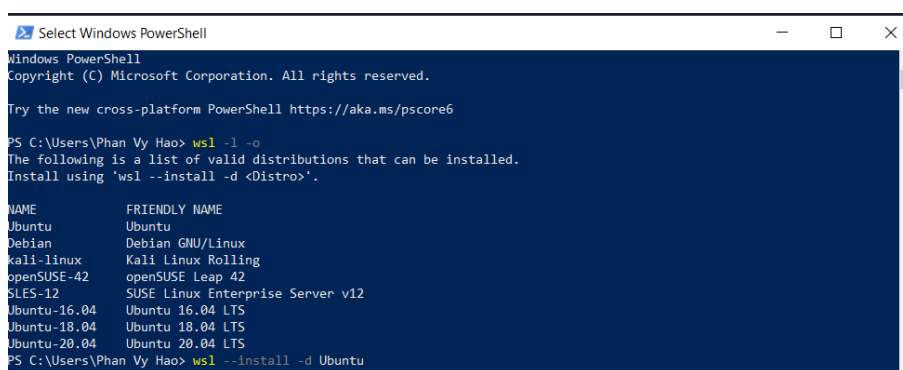 Select Windows PowerShell
Windows PowerShell
Copyright (C) Microsoft Corporation. All rights reserved.
Try the new cross-platform PowerShell https://aka.ms/pscore6
PS C:\Users\Phan Vy Hao> wsl -l -o
The following is a list of valid distributions that can be installed.
Install using 'wsl --install -d <Distro>'.
NAME FRIENDLY NAME
Ubuntu Ubuntu
Debian Debian GNU/Linux
kali-linux Kali Linux Rolling
openSUSE-42 openSUSE Leap 42
SLES-12 SUSE Linux Enterprise Server v12
Ubuntu-16.04 Ubuntu 16.04 LTS
Ubuntu-18.04 Ubuntu 18.04 LTS
Ubuntu-20.04 Ubuntu 20.04 LTS
PS C:\Users\Phan Vy Hao> wsl --install -d Ubuntu